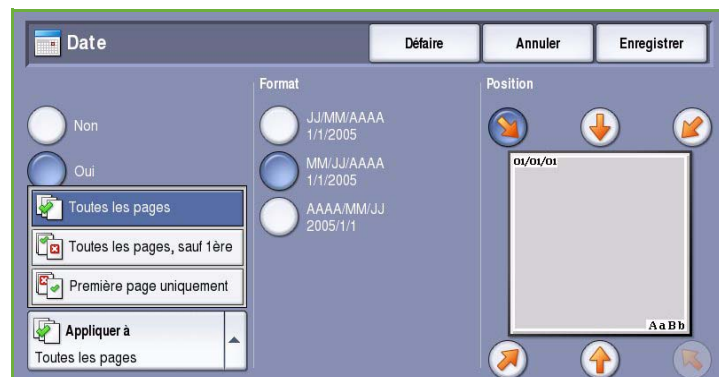 Date
Défaire
Annuler
Enregistrer
Non
Oui
Toutes les pages
Toutes les pages, sauf 1ère
Première page uniquement
Appliquer à
Toutes les pages
Format
JJ/MM/AAAA
1/1/2005
MM/JJ/AAAA
1/1/2005
AAAA/MM/JJ
2005/1/1
Position
01/01/01
AaBb